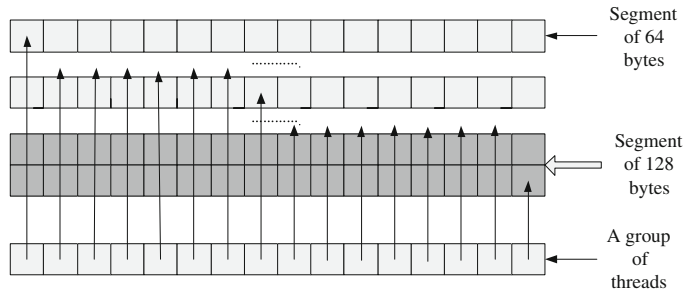 Segment
of 64
bytes
Segment
of 128
bytes
A group
of
threads